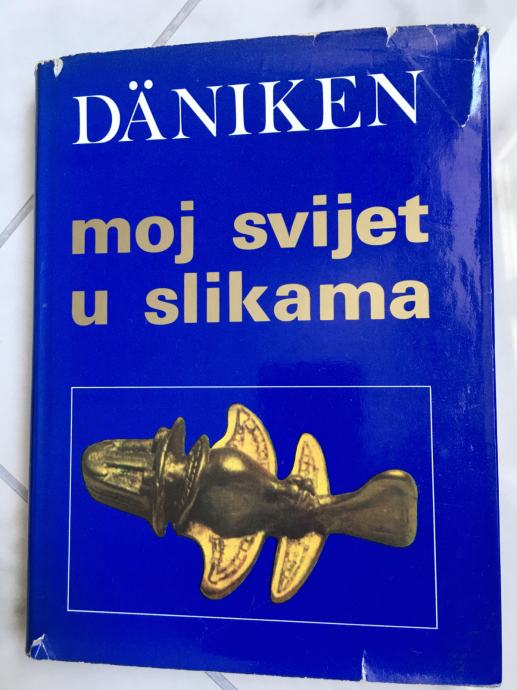 DÄNIKEN
moj svijet
u slikama